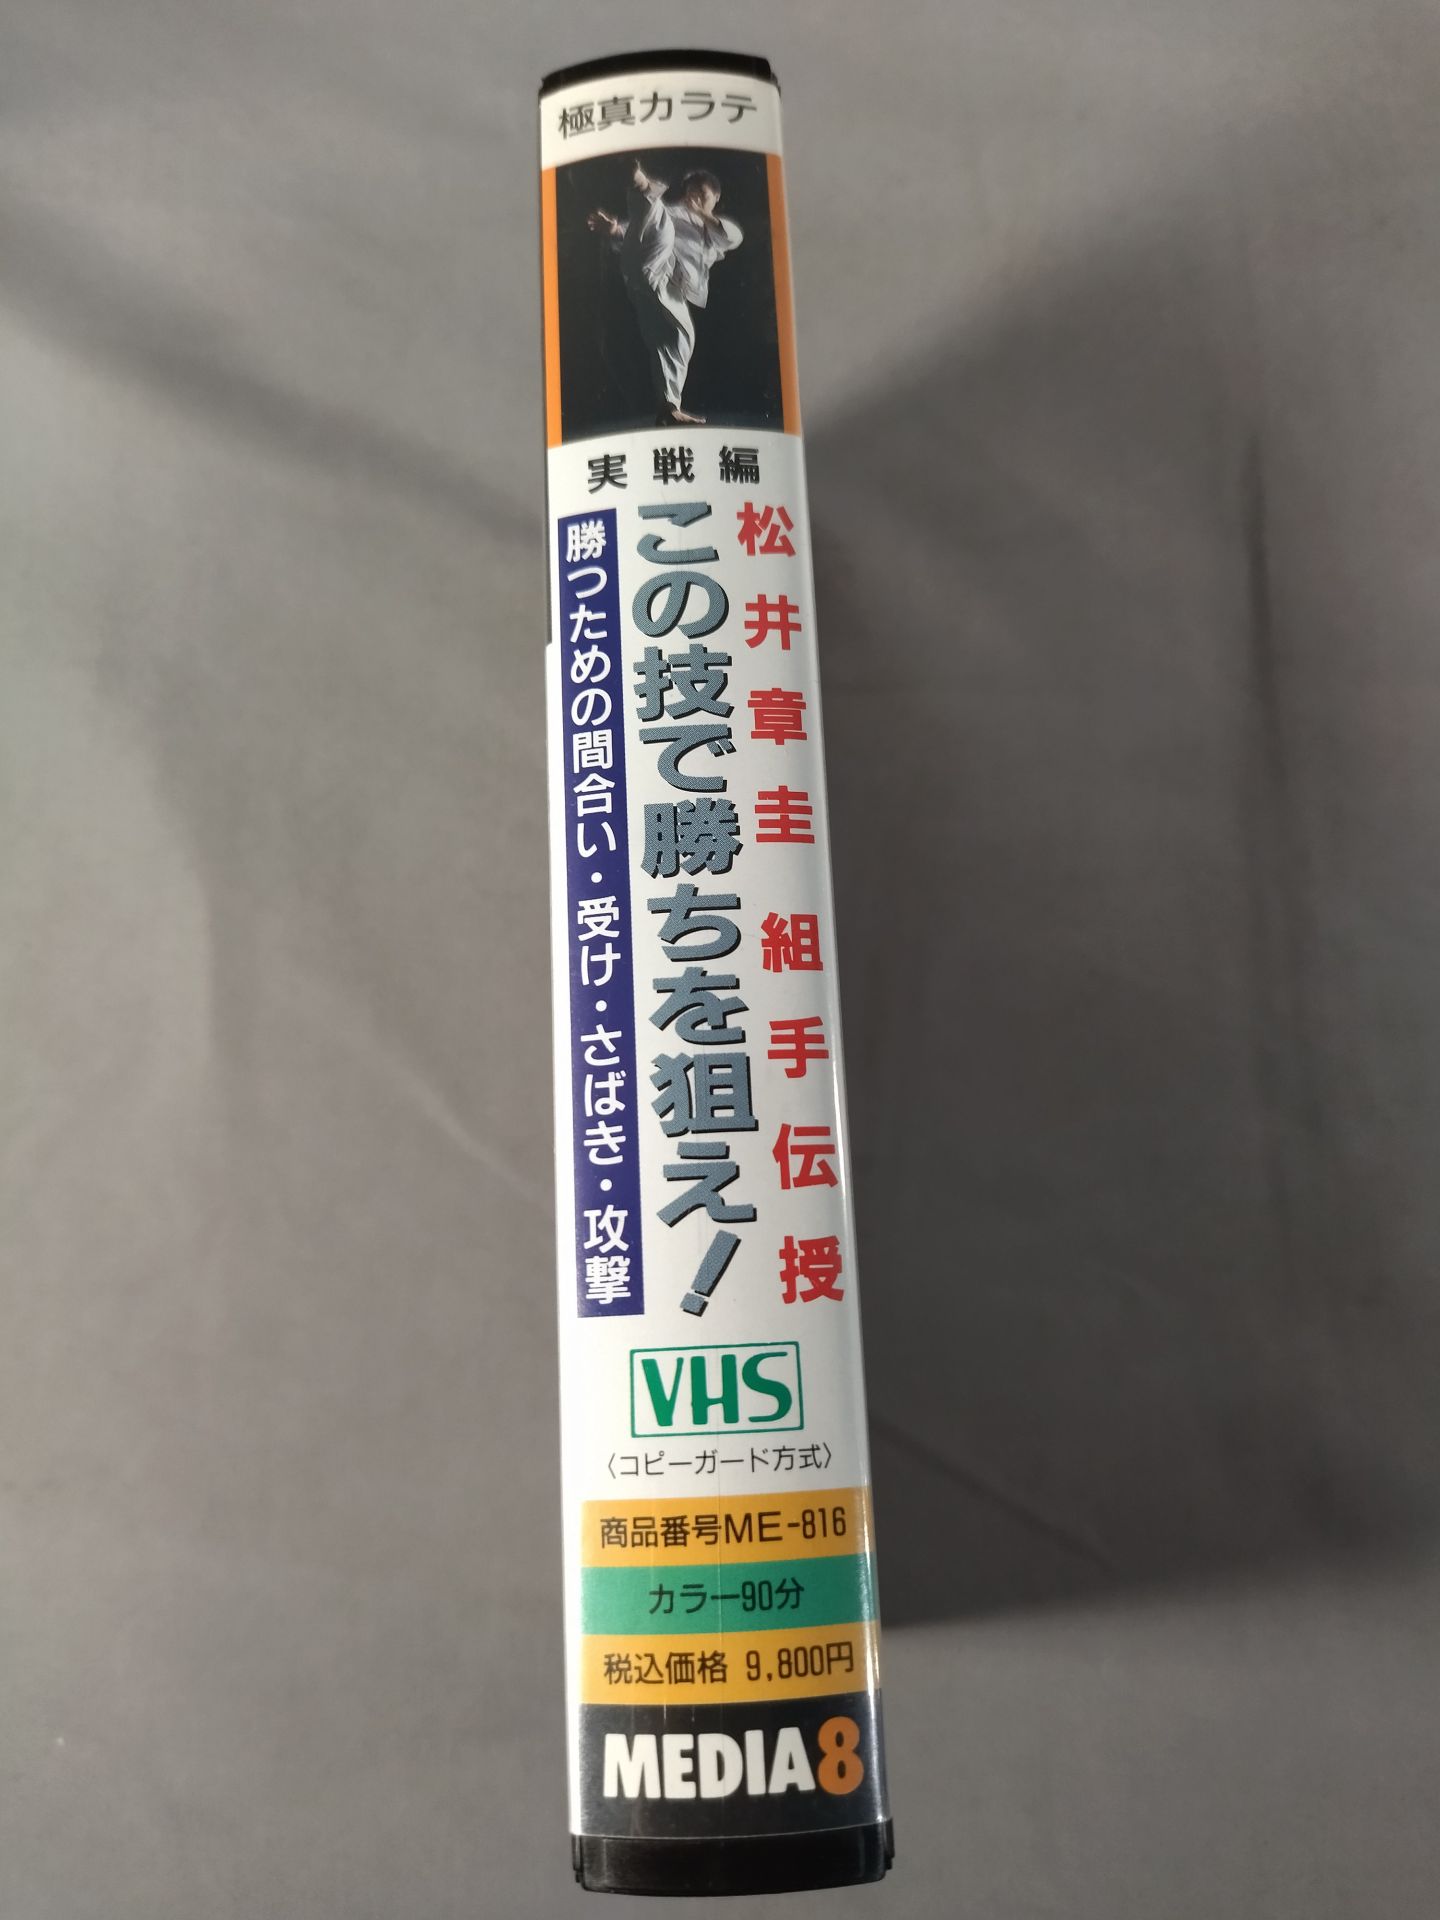 極真カラテ
実戦編
松井章圭 組手伝授
この技で勝ちを狙え!
勝つための間合い・受け・さばき・攻撃
VHS
〈コピーガード方式〉
商品番号ME-816
カラー90分
税込価格 9,800円
MEDIA8